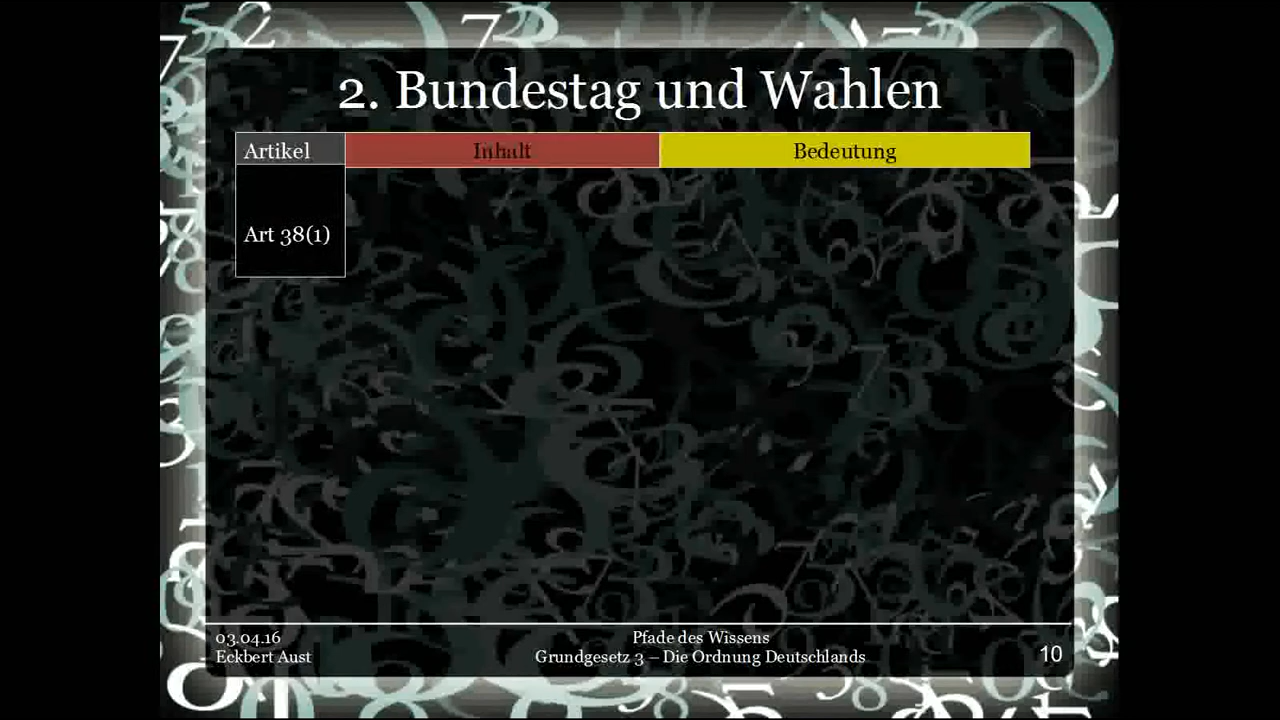 2. Bundestag und Wahlen
Artikel Inhalt Bedeutung
Art 38(1)
03.04.16 Pfade des Wissens
Eckbert Aust Grundgesetz 3 – Die Ordnung Deutschlands 10